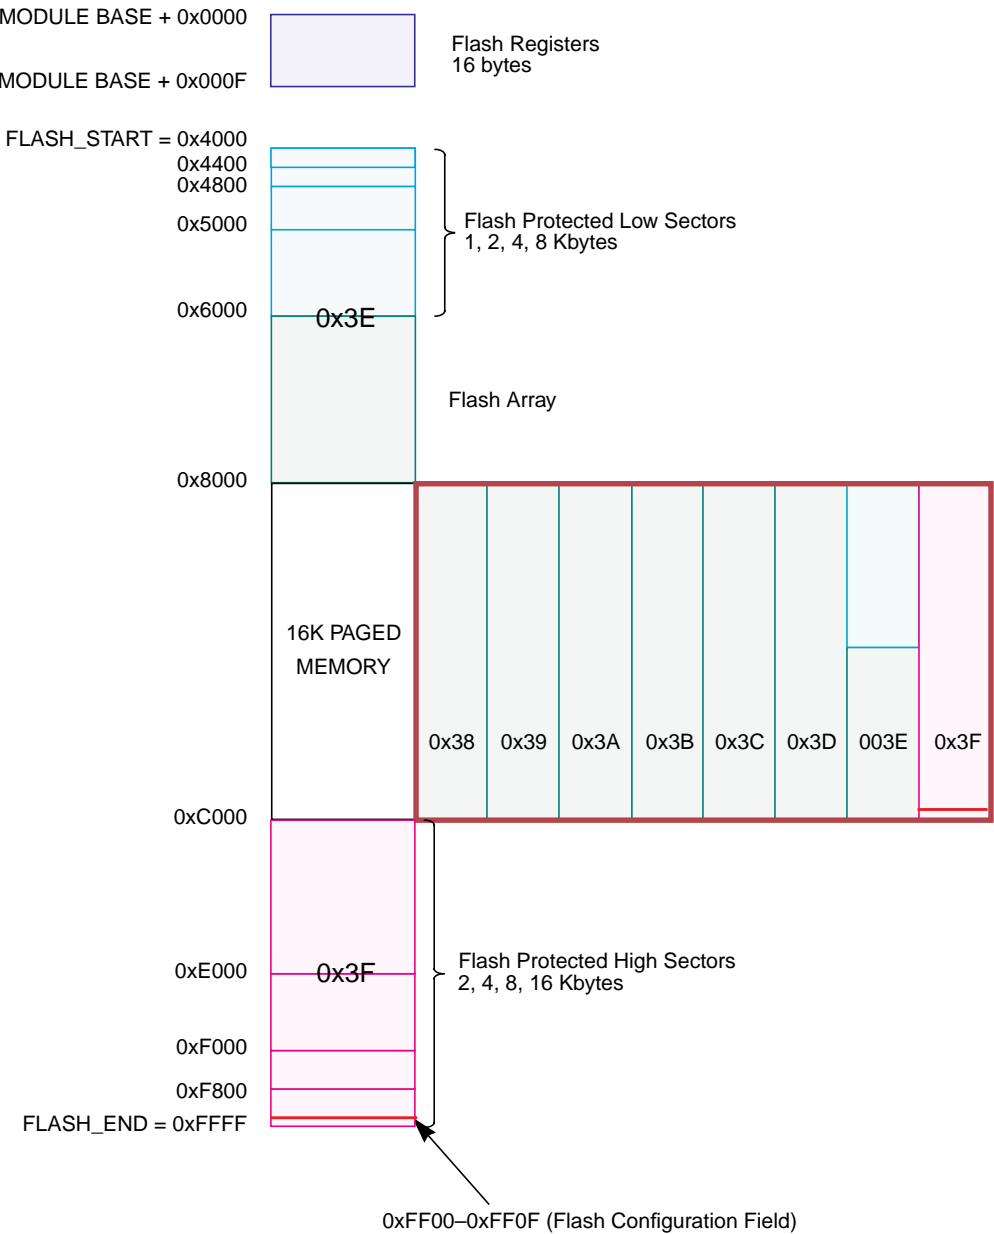 MODULE BASE + 0x0000
Flash Registers
16 bytes
MODULE BASE + 0x000F
FLASH_START = 0x4000
0x4400
0x4800
0x5000
Flash Protected Low Sectors
1, 2, 4, 8 Kbytes
0x6000
0x3E
Flash Array
0x8000
16K PAGED
MEMORY
0x38 0x39 0x3A 0x3B 0x3C 0x3D 003E 0x3F
0xC000
0xE000
0x3F
Flash Protected High Sectors
2, 4, 8, 16 Kbytes
0xF000
0xF800
FLASH_END = 0xFFFF
0xFF00–0xFF0F (Flash Configuration Field)